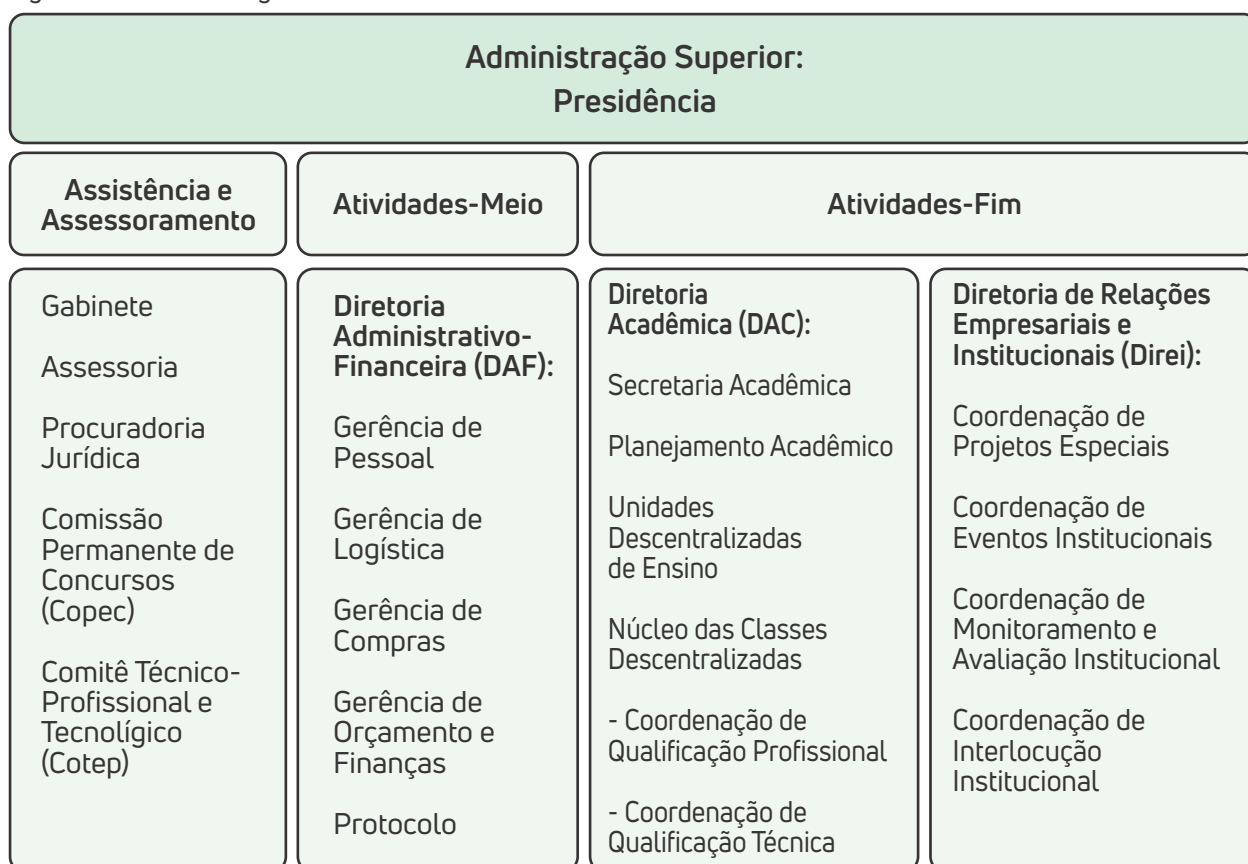 Administração Superior:
Presidência
Assistência e
Assessoramento
Atividades-Meio
Atividades-Fim
Gabinete
Assessoria
Procuradoria
Jurídica
Comissão
Permanente de
Concursos
(Copec)
Comitê Técnico-
Profissional e
Tecnolígico
(Cotep)
Diretoria
Administrativo-
Financeira (DAF):
Gerência de
Pessoal
Gerência de
Logística
Gerência de
Compras
Gerência de
Orçamento e
Finanças
Protocolo
Diretoria
Acadêmica (DAC):
Secretaria Acadêmica
Planejamento Acadêmico
Unidades
Descentralizadas
de Ensino
Núcleo das Classes
Descentralizadas
- Coordenação de
Qualificação Profissional
- Coordenação de
Qualificação Técnica
Diretoria de Relações
Empresariais e
Institucionais (Direi):
Coordenação de
Projetos Especiais
Coordenação de
Eventos Institucionais
Coordenação de
Monitoramento e
Avaliação Institucional
Coordenação de
Interlocução
Institucional